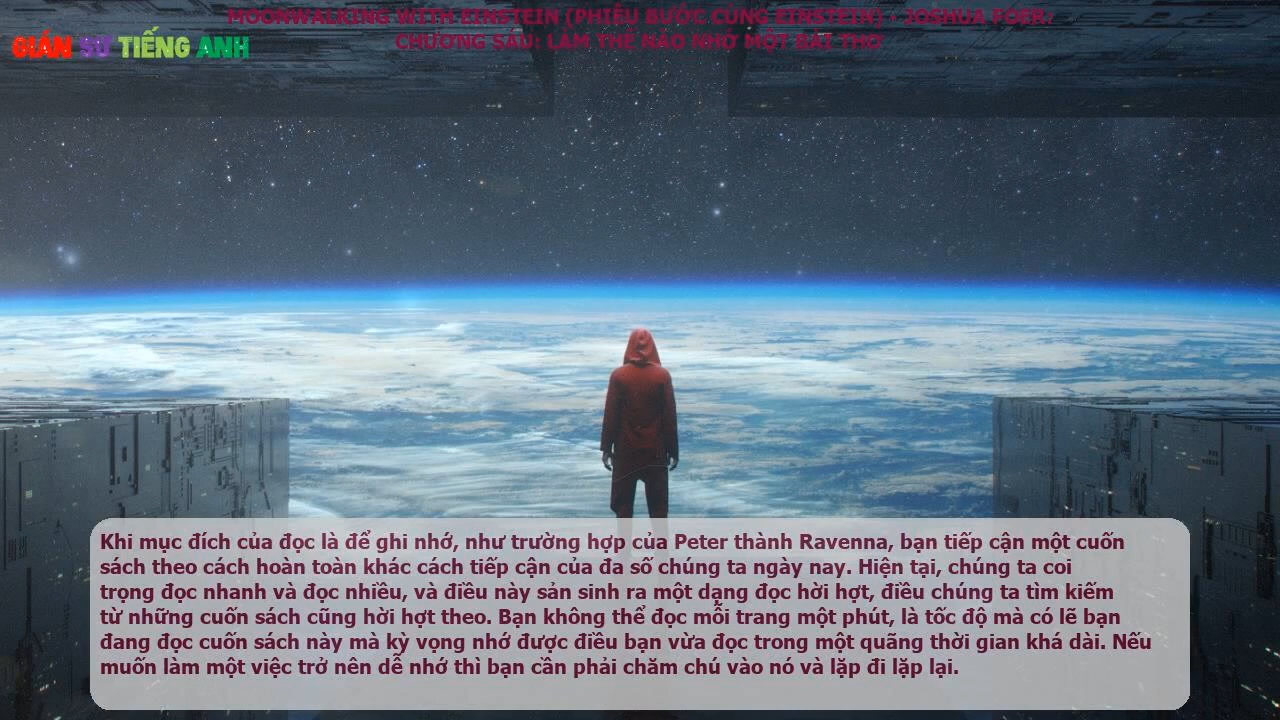 MOONWALKING WITH EINSTEIN (PHIÊU BƯỚC CÙNG EINSTEIN) - JOSHUA FOER/
CHƯƠNG SÁU: LÀM THẾ NÀO NHỚ MỘT BÀI THƠ
GIÁN SƯ TIẾNG ANH
Khi mục đích của đọc là để ghi nhớ, như trường hợp của Peter thành Ravenna, bạn tiếp cận một cuốn
sách theo cách hoàn toàn khác cách tiếp cận của đa số chúng ta ngày nay. Hiện tại, chúng ta coi
trọng đọc nhanh và đọc nhiều, và điều này sản sinh ra một dạng đọc hời hợt, điều chúng ta tìm kiếm
từ những cuốn sách cũng hời hợt theo. Bạn không thể đọc mỗi trang một phút, là tốc độ mà có lẽ bạn
đang đọc cuốn sách này mà kỳ vọng nhớ được điều bạn vừa đọc trong một quãng thời gian khá dài. Nếu
muốn làm một việc trở nên dễ nhớ thì bạn cần phải chăm chú vào nó và lặp đi lặp lại.